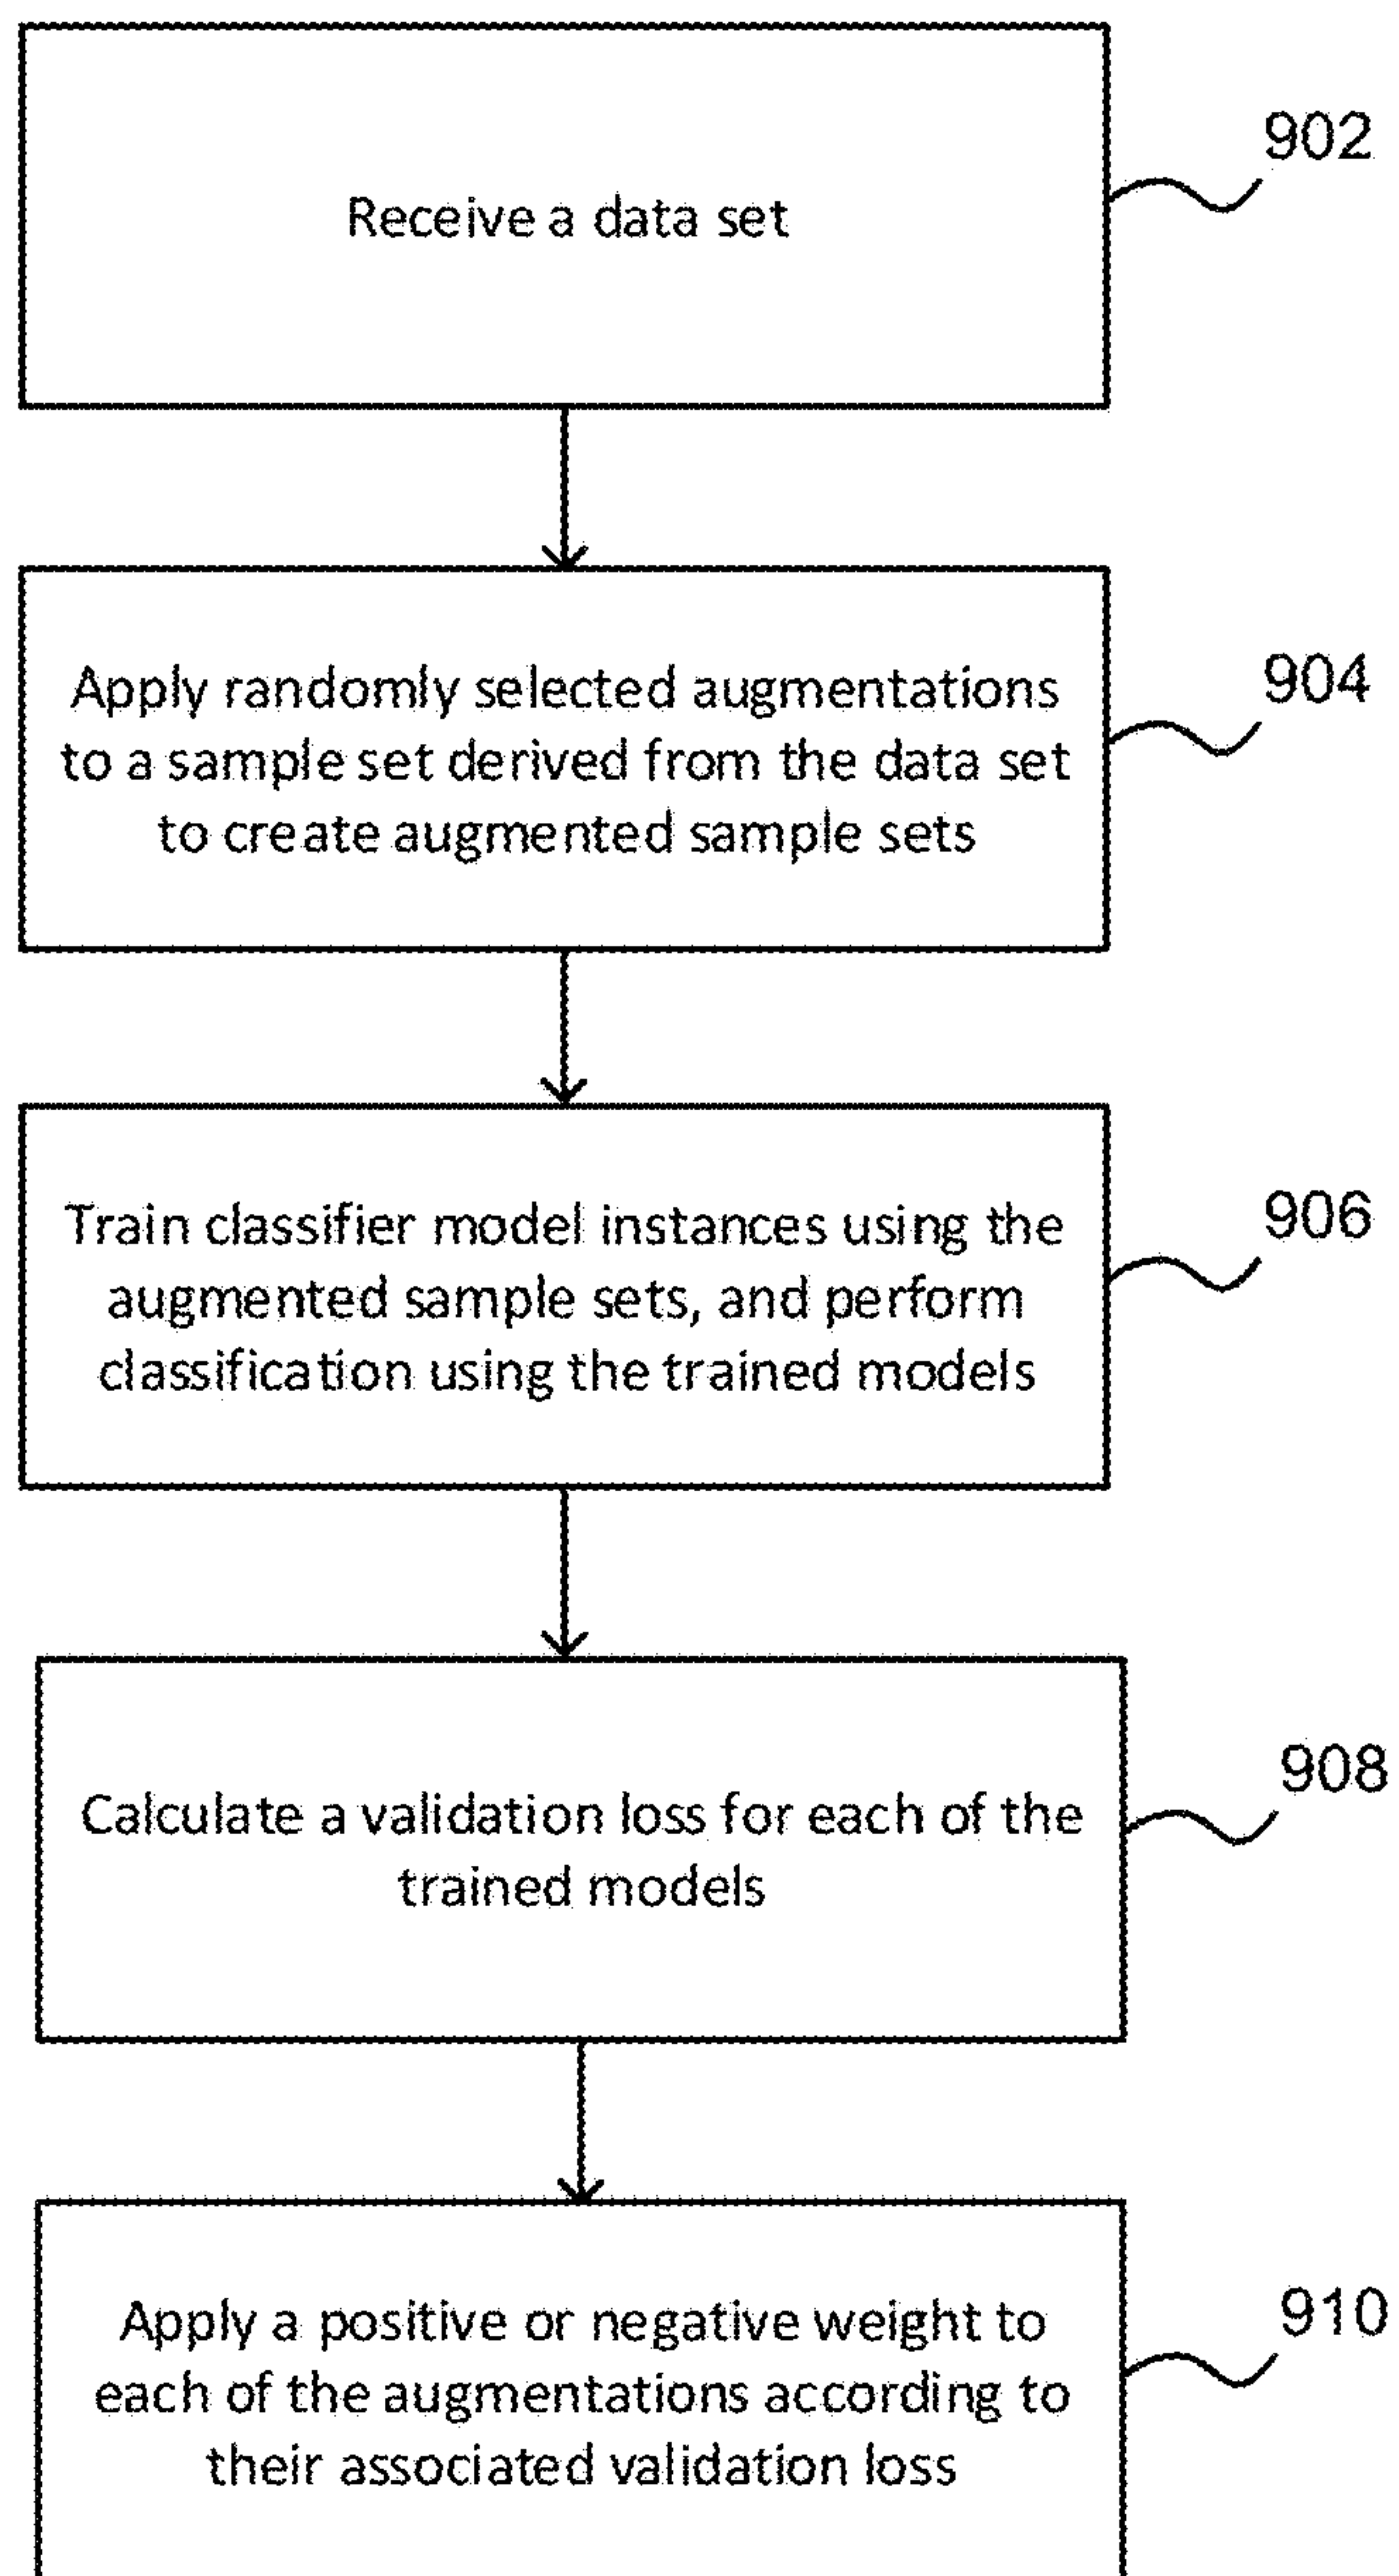 Receive a data set
902
Apply randomly selected augmentations
to a sample set derived from the data set
to create augmented sample sets
904
Train classifier model instances using the
augmented sample sets, and perform
classification using the trained models
906
Calculate a validation loss for each of the
trained models
908
Apply a positive or negative weight to
each of the augmentations according to
their associated validation loss
910